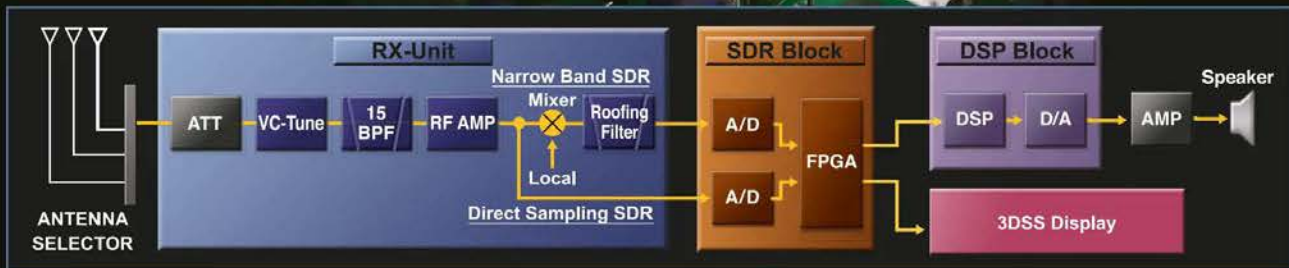 RX-Unit
SDR Block
DSP Block
Speaker
Narrow Band SDR
Mixer
ATT
VC-Tune
15
BPF
RF AMP
Roofing
Filter
A/D
FPGA
DSP
D/A
AMP
Local
A/D
Direct Sampling SDR
ANTENNA
SELECTOR
3DSS Display